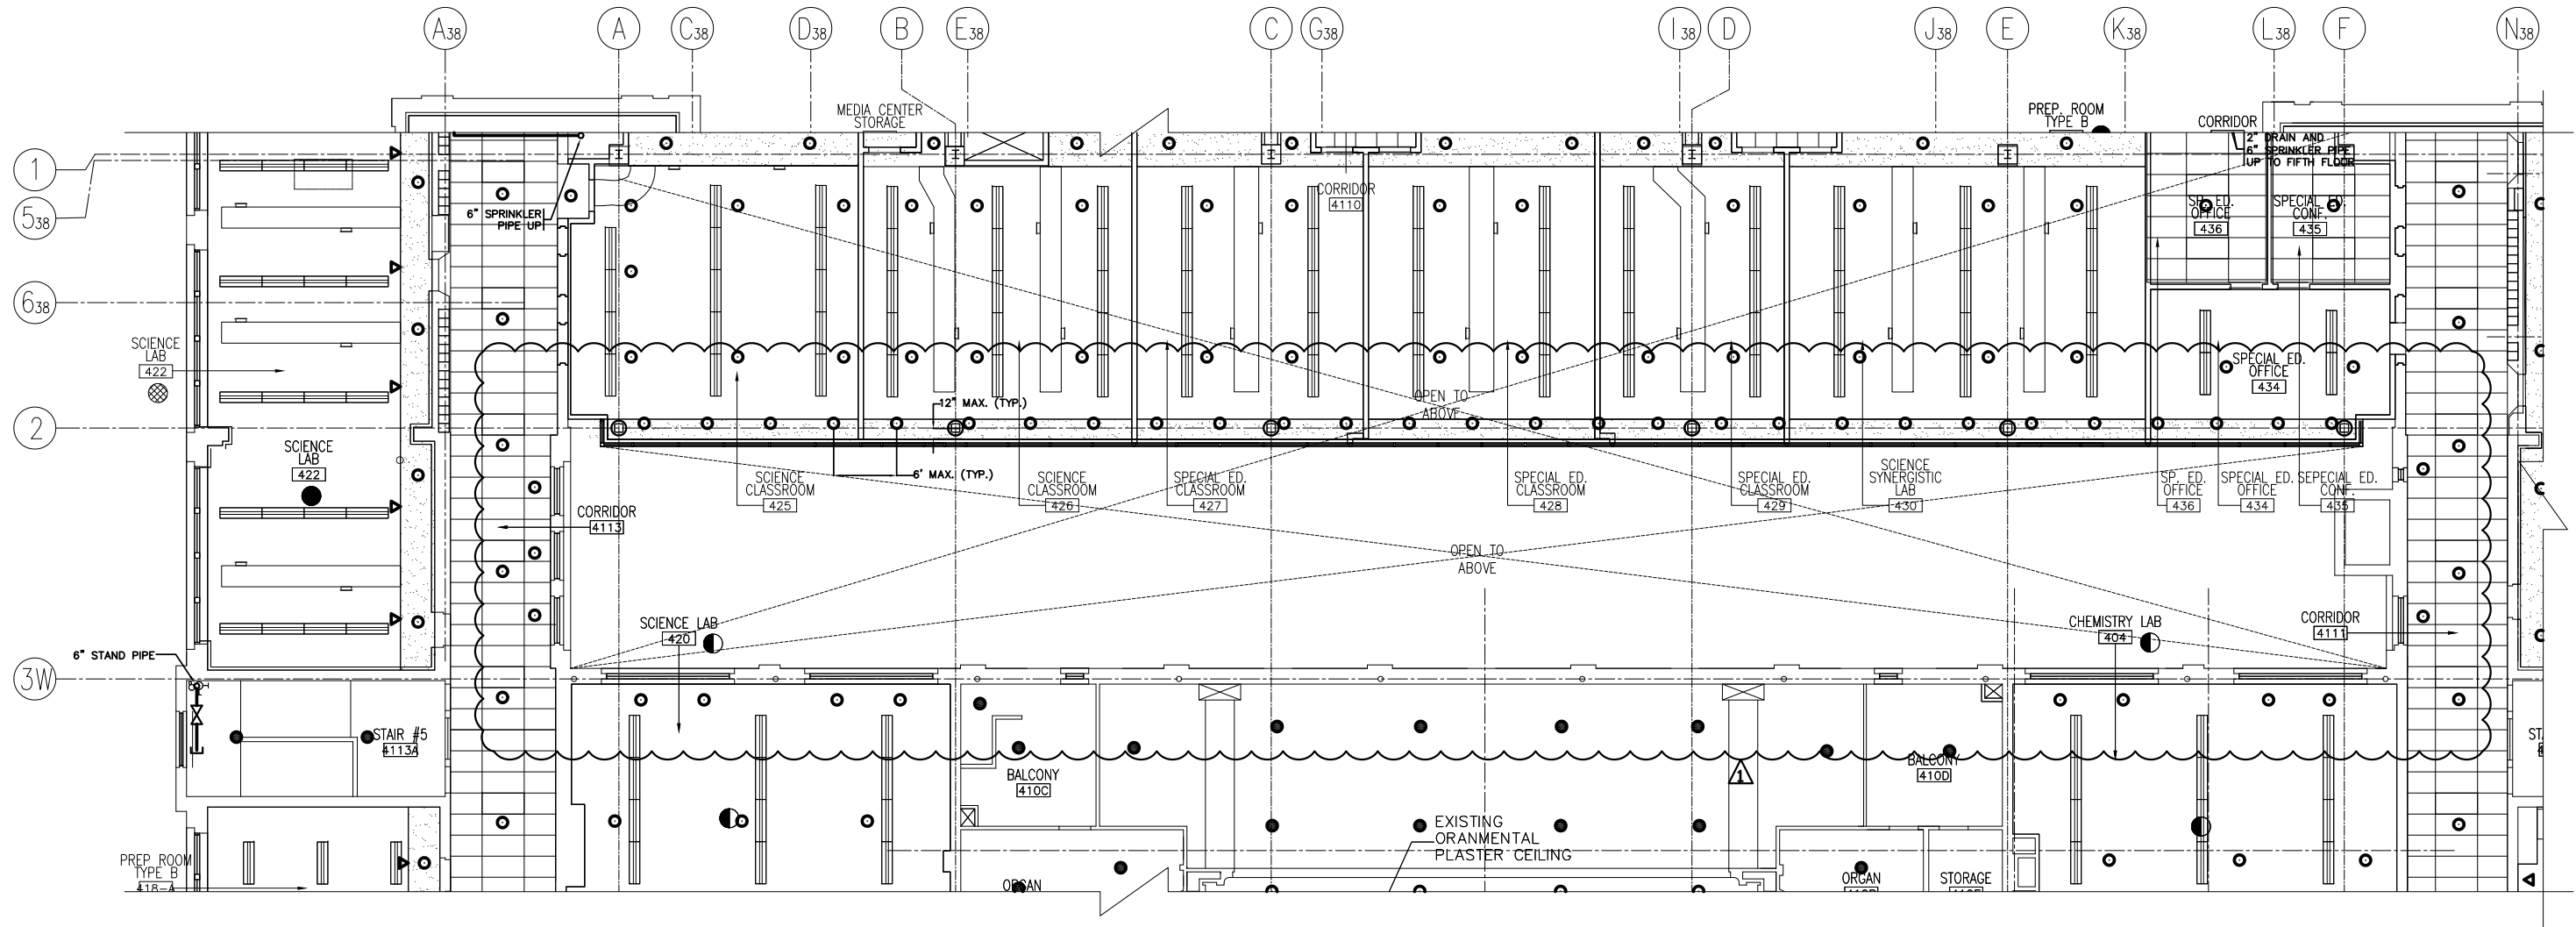 A38
A
C38
D38
B
E38
C
G38
I38
D
J38
E
K38
L38
F
N38
MEDIA CENTER
STORAGE
PREP. ROOM
TYPE B
CORRIDOR
2" DRAIN AND
6" SPRINKLER PIPE
UP TO FIFTH FLOOR
1
538
6" SPRINKLER
PIPE UP
CORRIDOR
4110
SP. ED.
OFFICE
436
SPECIAL ED.
CONF.
435
638
SCIENCE
LAB
422
SPECIAL ED.
OFFICE
434
OPEN TO
ABOVE
12" MAX. (TYP.)
2
SCIENCE
LAB
422
6' MAX. (TYP.)
SCIENCE
CLASSROOM
425
SCIENCE
CLASSROOM
426
SPECIAL ED.
CLASSROOM
427
SPECIAL ED.
CLASSROOM
428
SPECIAL ED.
CLASSROOM
429
SCIENCE
SYNERGISTIC
LAB
430
SP. ED.
OFFICE
436
SPECIAL ED.
OFFICE
434
SEPECIAL ED.
CONF.
435
CORRIDOR
4113
OPEN TO
ABOVE
SCIENCE LAB
420
CHEMISTRY LAB
404
CORRIDOR
4111
6" STAND PIPE
3W
STAIR #5
4113A
BALCONY
410C
1
BALCONY
410D
EXISTING
ORANMENTAL
PLASTER CEILING
PREP ROOM
TYPE B
418-A
ORGAN
ORGAN
STORAGE